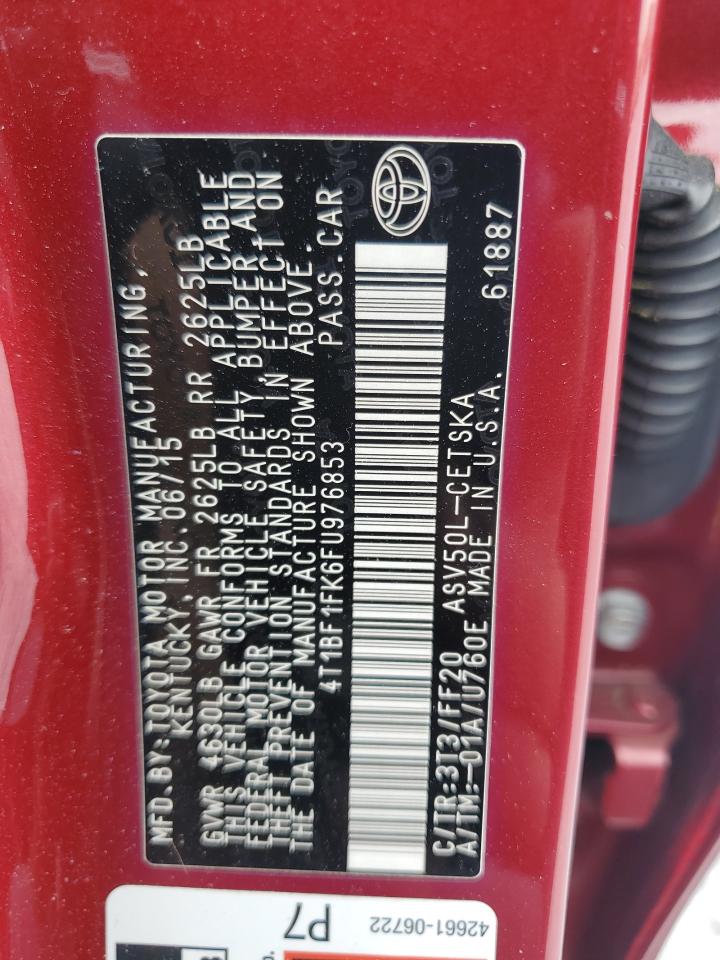 MFD.BY:TOYOTA MOTOR MANUFACTURING,
KENTUCKY, INC. 06/15
GVWR 4630LB GAWR FR 2625LB RR 2625LB
THIS VEHICLE CONFORMS TO ALL APPLICABLE
FEDERAL MOTOR VEHICLE SAFETY, BUMPER, AND
THEFT PREVENTION STANDARDS IN EFFECT ON
THE DATE OF MANUFACTURE SHOWN ABOVE.
4T1BF1FK6FU976853 PASS.CAR
C/TR:3T3/FF20 ASV50L-CETSKA
A/TM:-01A/U760E MADE IN U.S.A. 61887
42661-06722
P7